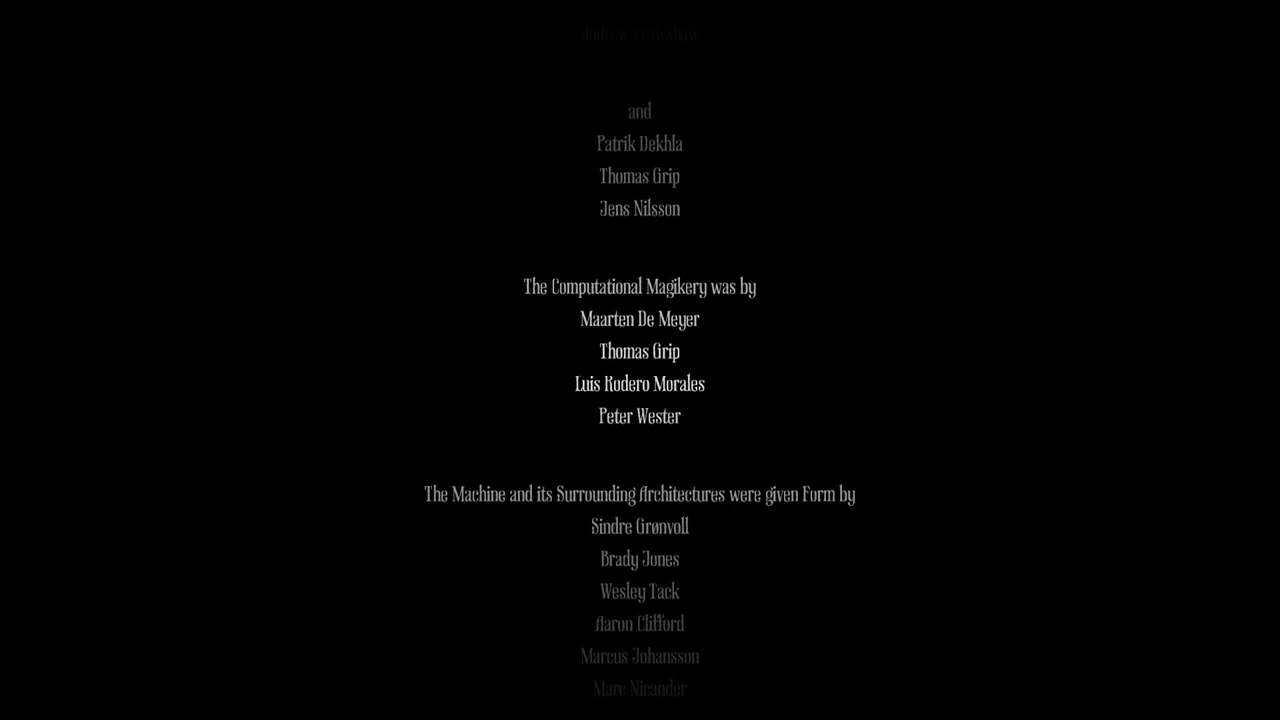 and
Patrik Dekhla
Thomas Grip
Jens Nilsson
The Computational Magikery was by
Maarten De Meyer
Thomas Grip
Luis Rodero Morales
Peter Wester
The Machine and its Surrounding Architectures were given Form by
Sindre Grønvoll
Brady Jones
Wesley Tack
Aaron Clifford
Marcus Johansson
Marc Nicander